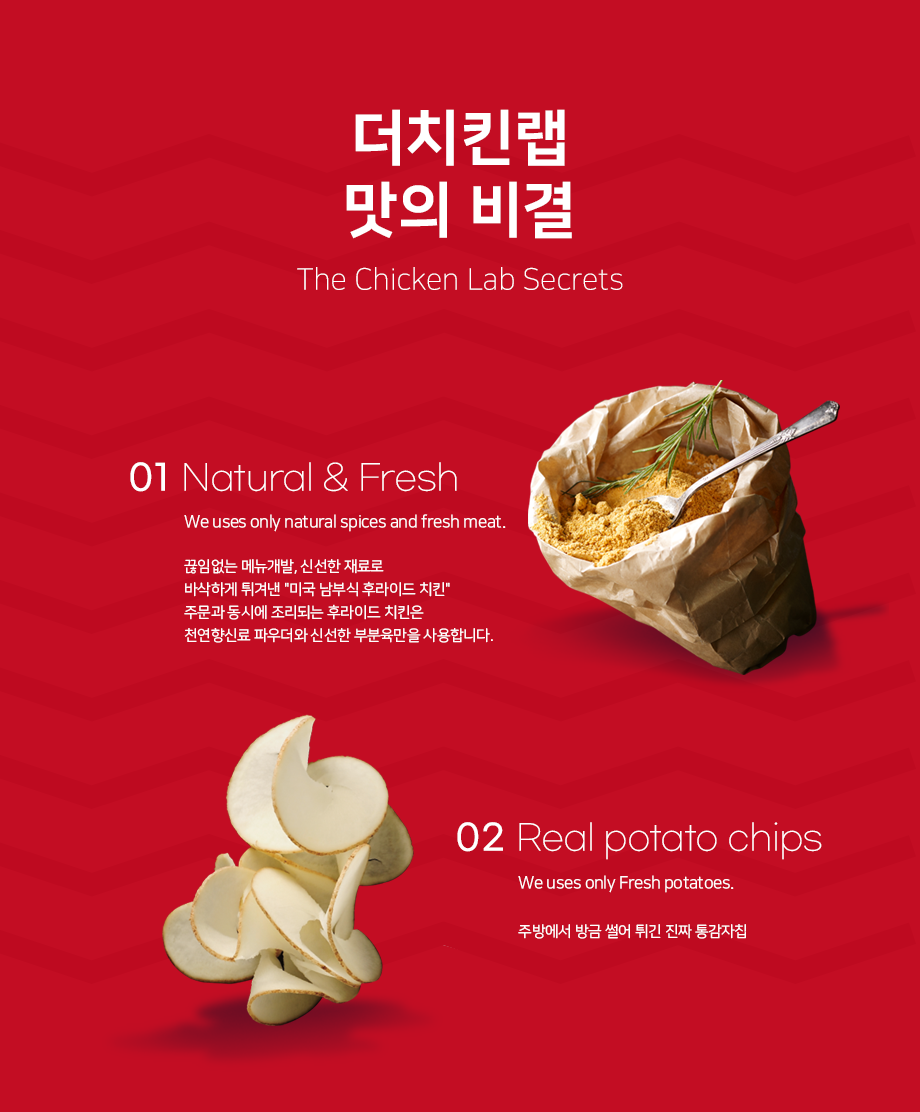 더치킨랩
맛의 비결
The Chicken Lab Secrets
01 Natural & Fresh
We uses only natural spices and fresh meat.
끊임없는 메뉴개발, 신선한 재료로
바삭하게 튀겨낸 "미국 남부식 후라이드 치킨"
주문과 동시에 조리되는 후라이드 치킨은
천연향신료 파우더와 신선한 부분육만을 사용합니다.
02 Real potato chips
We uses only Fresh potatoes.
주방에서 방금 썰어 튀긴 진짜 통감자칩